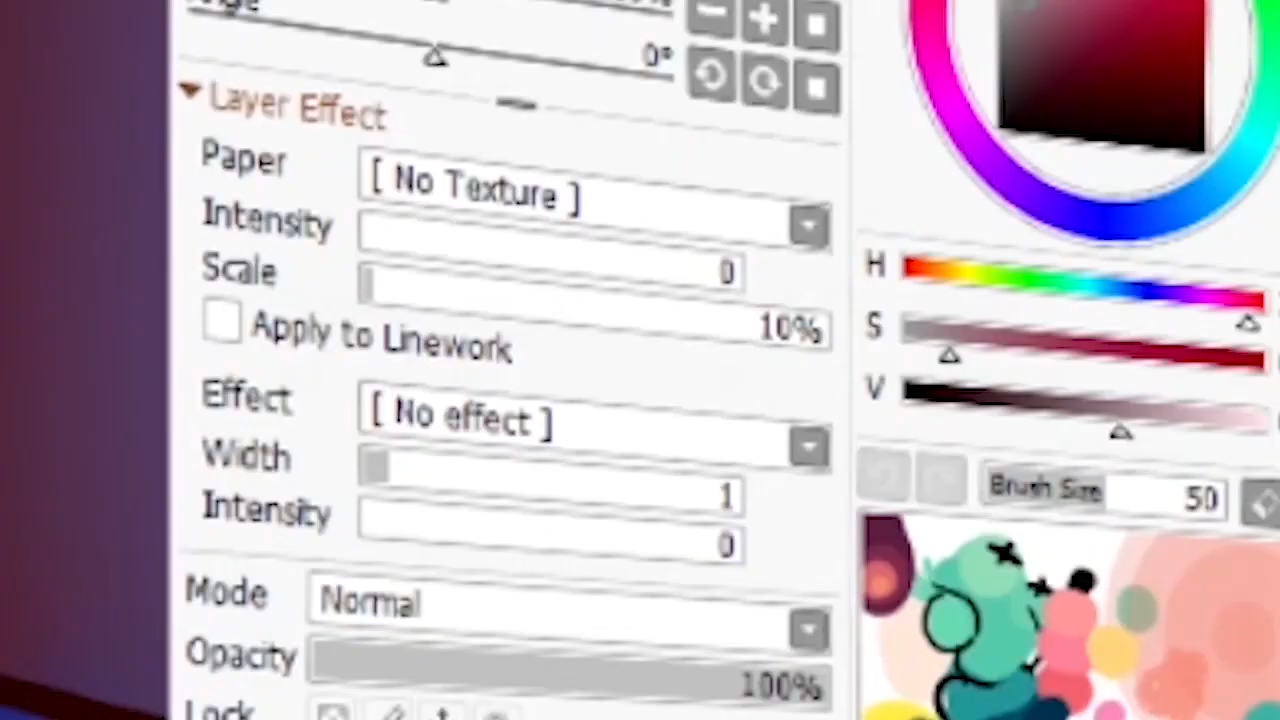 Angle 0°
Layer Effect
Paper [ No Texture ]
Intensity 0
Scale 10%
Apply to Linework
Effect [ No effect ]
Width 1
Intensity 0
Mode Normal
Opacity 100%
Lock
H
S
V
Brush Size 50